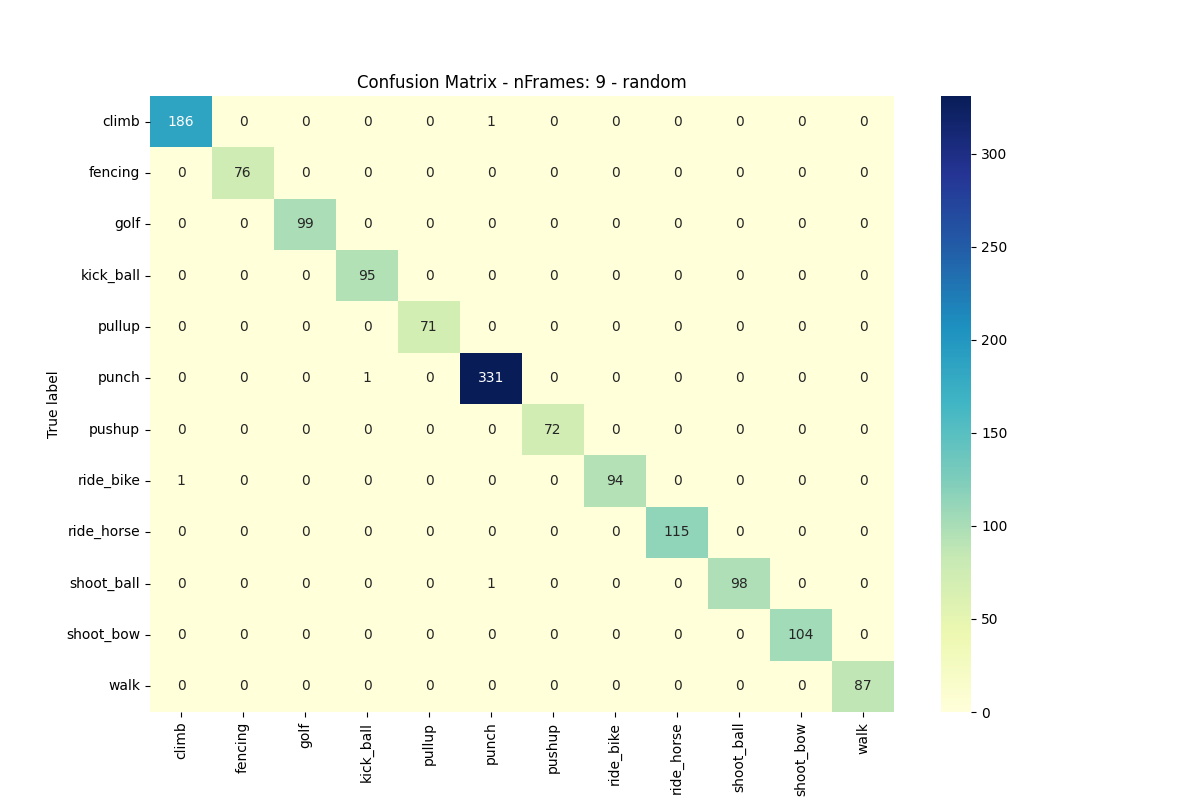 Confusion Matrix - nFrames: 9 - random
climb 186 0 0 0 0 1 0 0 0 0 0 0
fencing 0 76 0 0 0 0 0 0 0 0 0 0
golf 0 0 99 0 0 0 0 0 0 0 0 0
kick_ball 0 0 0 95 0 0 0 0 0 0 0 0
pullup 0 0 0 0 71 0 0 0 0 0 0 0
punch 0 0 0 1 0 331 0 0 0 0 0 0
pushup 0 0 0 0 0 0 72 0 0 0 0 0
ride_bike 1 0 0 0 0 0 0 94 0 0 0 0
ride_horse 0 0 0 0 0 0 0 0 115 0 0 0
shoot_ball 0 0 0 0 0 1 0 0 0 98 0 0
shoot_bow 0 0 0 0 0 0 0 0 0 0 104 0
walk 0 0 0 0 0 0 0 0 0 0 0 87
True label
climb fencing golf kick_ball pullup punch pushup ride_bike ride_horse shoot_ball shoot_bow walk
300
250
200
150
100
50
0